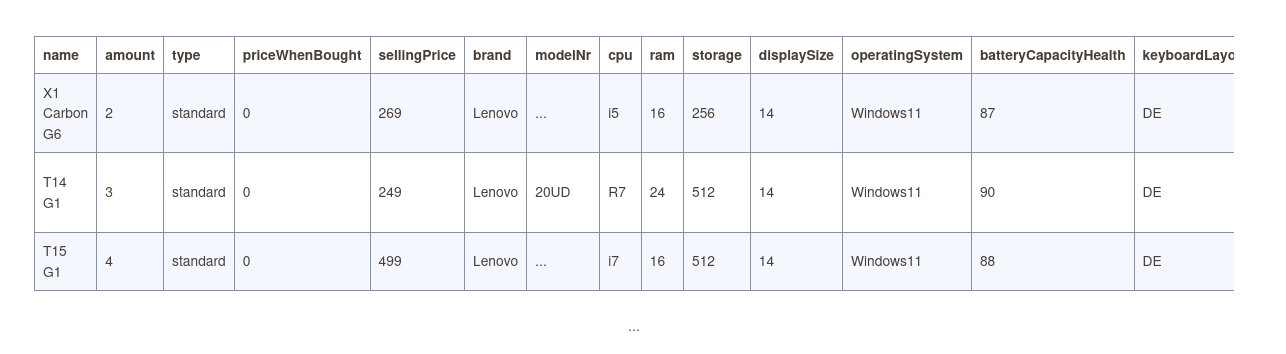 name amount type priceWhenBought sellingPrice brand modelNr cpu ram storage displaySize operatingSystem batteryCapacityHealth keyboardLayo
X1 Carbon G6 2 standard 0 269 Lenovo ... i5 16 256 14 Windows11 87 DE
T14 G1 3 standard 0 249 Lenovo 20UD R7 24 512 14 Windows11 90 DE
T15 G1 4 standard 0 499 Lenovo ... i7 16 512 14 Windows11 88 DE
...